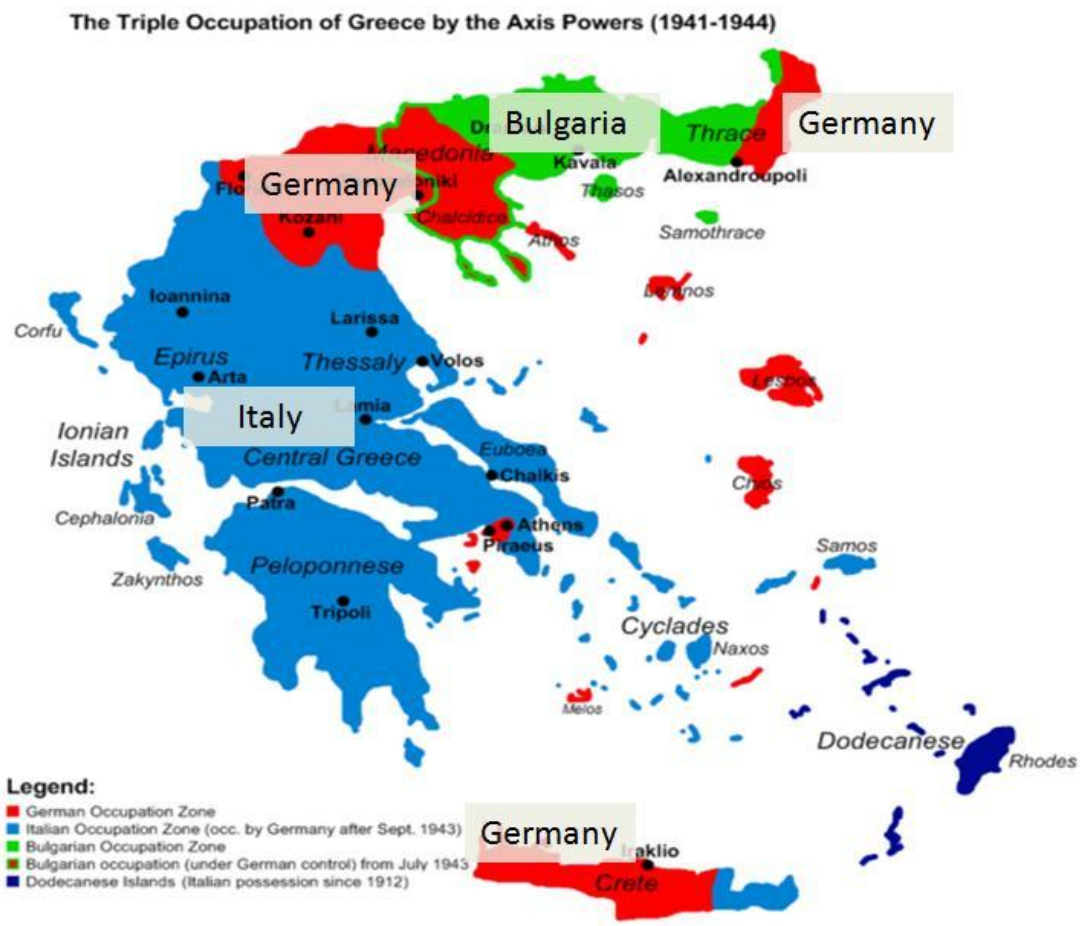 The Triple Occupation of Greece by the Axis Powers (1941-1944)
Bulgaria
Thrace
Germany
Macedonia
Kavala
Alexandroupoli
Thasos
Germany
Chalcidice
Samothrace
Kozani
Athos
Lemnos
Ioannina
Corfu
Larissa
Epirus
Thessaly
Volos
Arta
Lesbos
Italy
Lamia
Ionian
Islands
Central Greece
Euboea
Chalkis
Chios
Patra
Cephalonia
Athens
Piraeus
Samos
Zakynthos
Peloponnese
Tripoli
Cyclades
Naxos
Melos
Dodecanese
Rhodes
Legend:
German Occupation Zone
Italian Occupation Zone (occ. by Germany after Sept. 1943)
Bulgarian Occupation Zone
Bulgarian occupation (under German control) from July 1943
Dodecanese Islands (Italian possession since 1912)
Germany
Iraklio
Crete